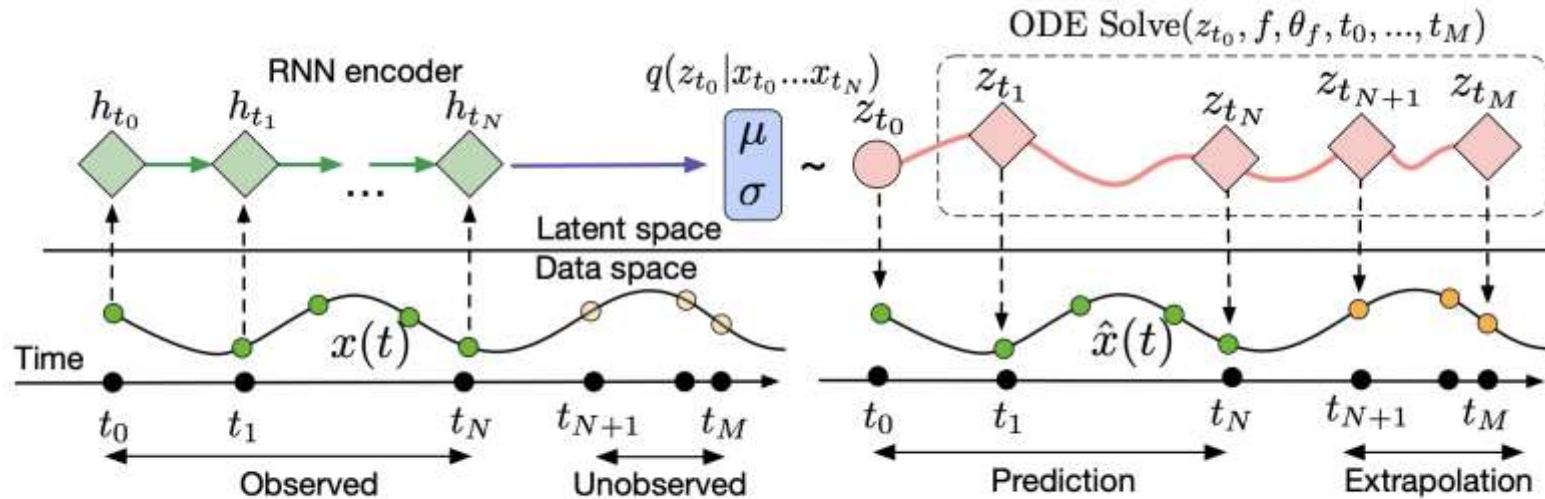 ODE Solve(z_{t_0}, f, θ_f, t_0, ..., t_M)
RNN encoder
q(z_{t_0}|x_{t_0}...x_{t_N})
h_{t_0} h_{t_1} h_{t_N}
z_{t_0} z_{t_1} z_{t_N} z_{t_{N+1}} z_{t_M}
μ
σ
~
...
Latent space
Data space
x(t) x̂(t)
Time
t_0 t_1 t_N t_{N+1} t_M t_0 t_1 t_N t_{N+1} t_M
Observed Unobserved Prediction Extrapolation